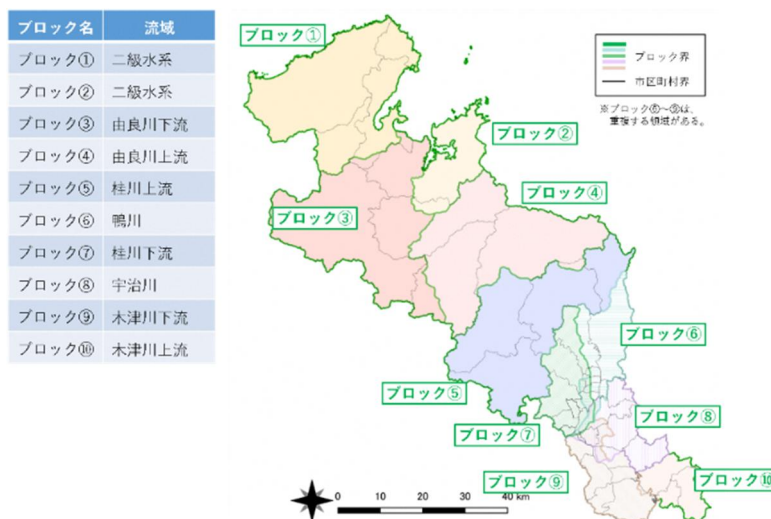 ブロック名 流域
ブロック① 二級水系
ブロック② 二級水系
ブロック③ 由良川下流
ブロック④ 由良川上流
ブロック⑤ 桂川上流
ブロック⑥ 鴨川
ブロック⑦ 桂川下流
ブロック⑧ 宇治川
ブロック⑨ 木津川下流
ブロック⑩ 木津川上流
ブロック①
ブロック界
市区町村界
※ブロック⑥~⑨は、
重複する領域がある。
ブロック②
ブロック④
ブロック③
ブロック⑥
ブロック⑤
ブロック⑧
ブロック⑦
ブロック⑨
ブロック⑩
0 10 20 30 40 km